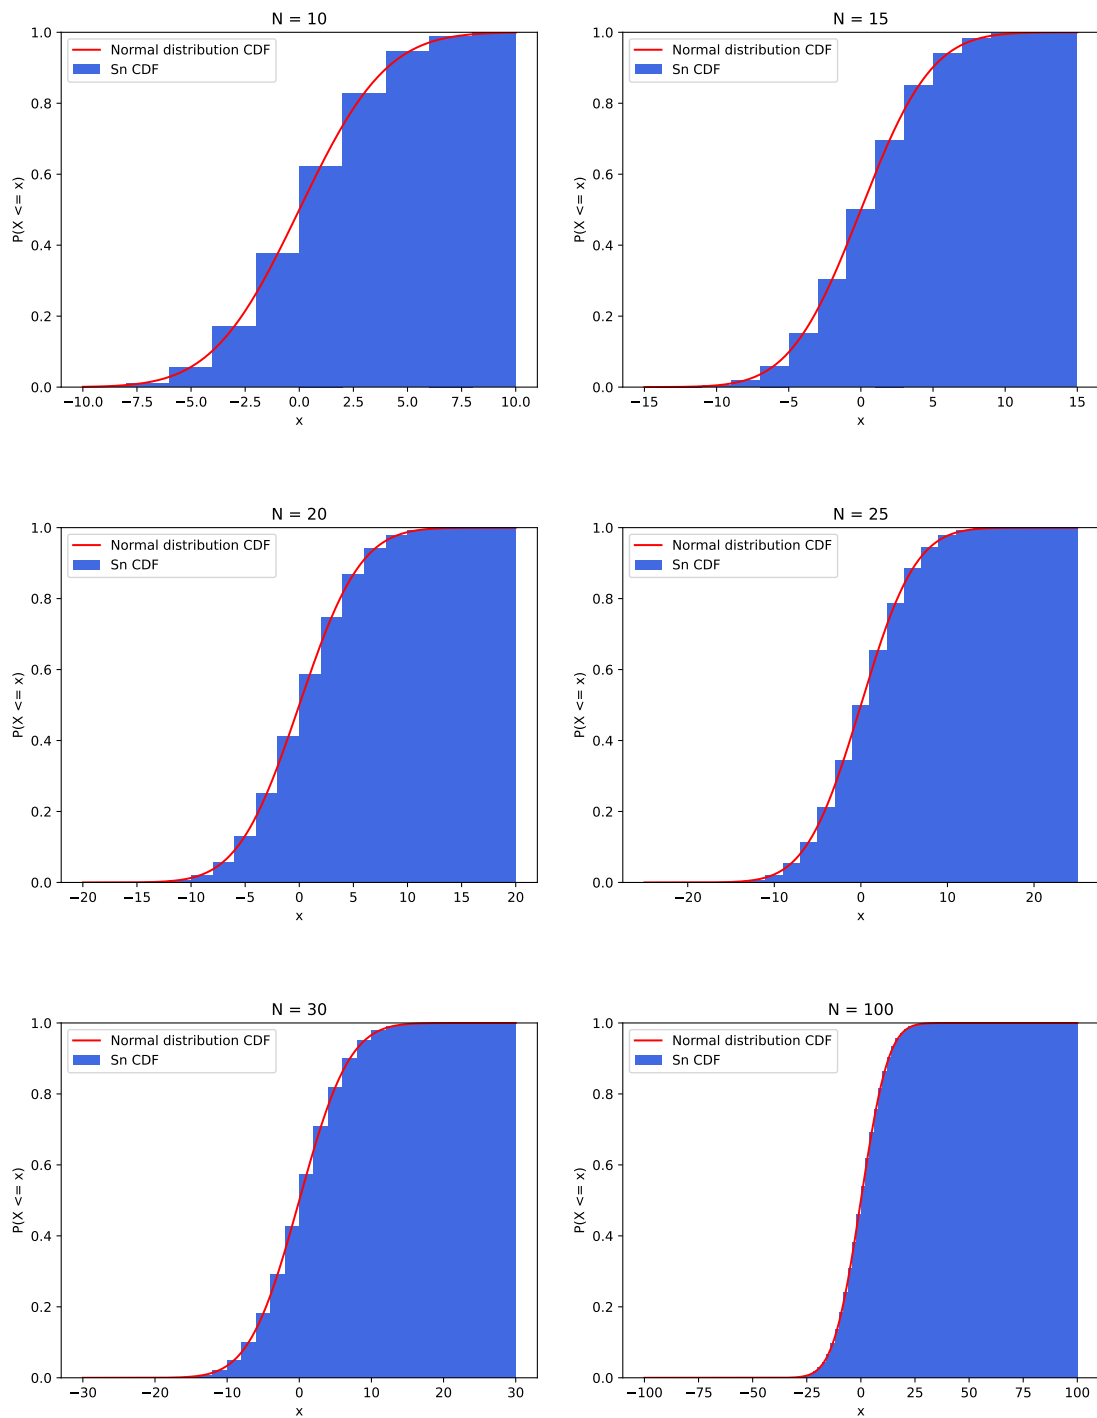 N = 10
Normal distribution CDF
Sn CDF
P(X <= x)
1.0
0.8
0.6
0.4
0.2
0.0
−10.0 −7.5 −5.0 −2.5 0.0 2.5 5.0 7.5 10.0
x
N = 15
Normal distribution CDF
Sn CDF
P(X <= x)
1.0
0.8
0.6
0.4
0.2
0.0
−15 −10 −5 0 5 10 15
x
N = 20
Normal distribution CDF
Sn CDF
P(X <= x)
1.0
0.8
0.6
0.4
0.2
0.0
−20 −15 −10 −5 0 5 10 15 20
x
N = 25
Normal distribution CDF
Sn CDF
P(X <= x)
1.0
0.8
0.6
0.4
0.2
0.0
−20 −10 0 10 20
x
N = 30
Normal distribution CDF
Sn CDF
P(X <= x)
1.0
0.8
0.6
0.4
0.2
0.0
−30 −20 −10 0 10 20 30
x
N = 100
Normal distribution CDF
Sn CDF
P(X <= x)
1.0
0.8
0.6
0.4
0.2
0.0
−100 −75 −50 −25 0 25 50 75 100
x